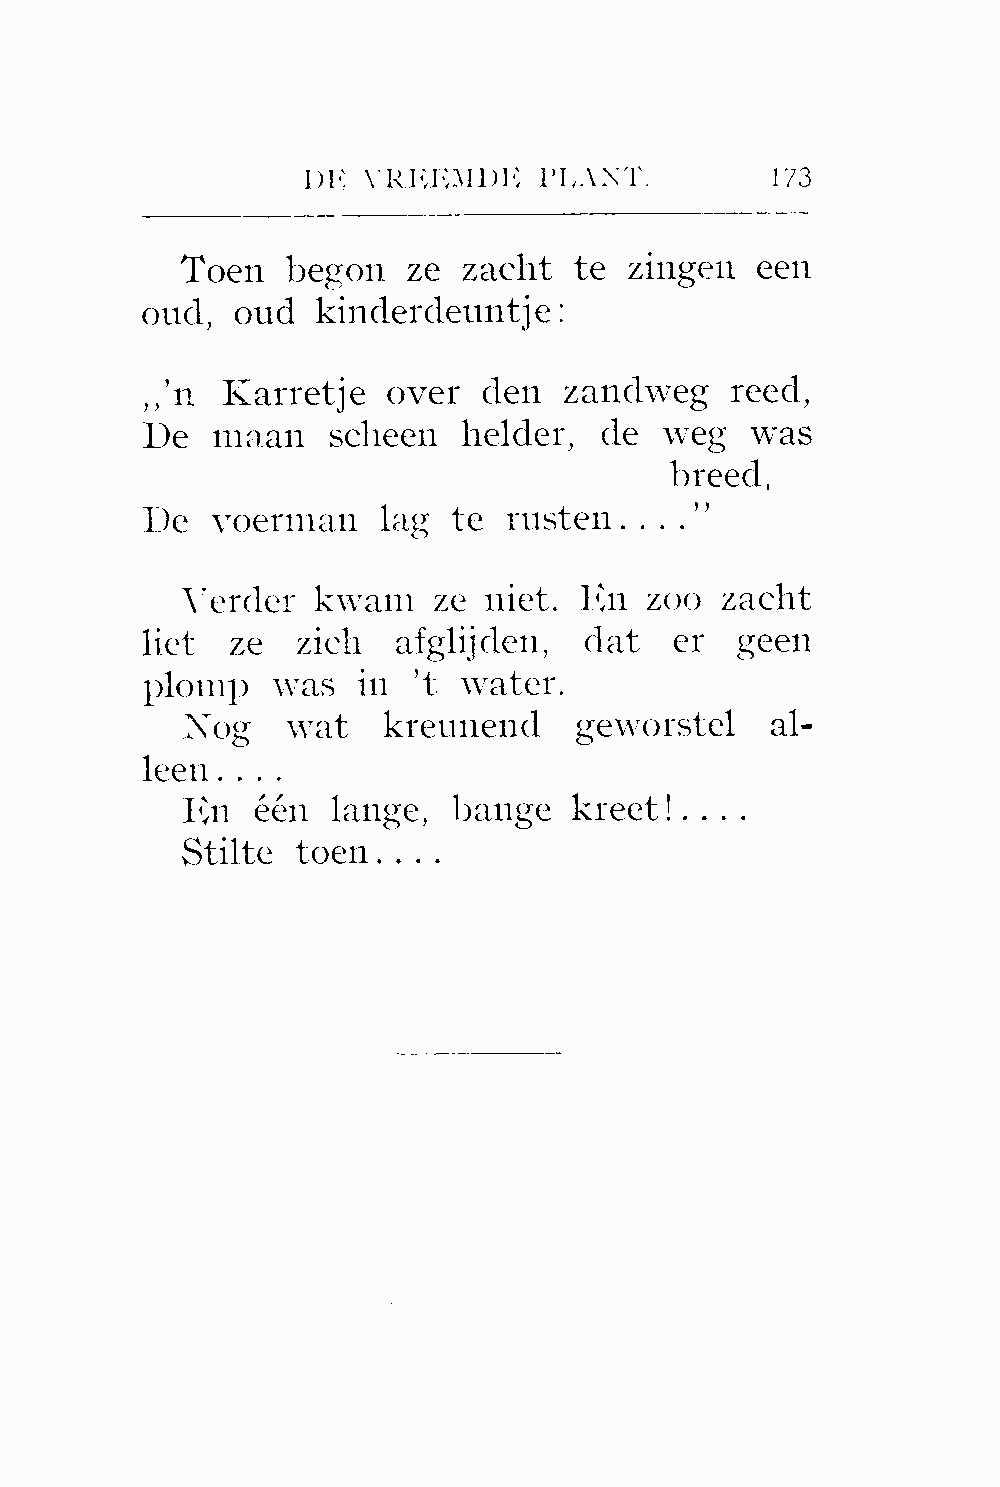 DE VREEMDE PLANT. 173
Toen begon ze zacht te zingen een
oud, oud kinderdeuntje:
„'n Karretje over den zandweg reed,
De maan scheen helder, de weg was
breed,
De voerman lag te rusten...."
Verder kwam ze niet. En zoo zacht
liet ze zich afglijden, dat er geen
plomp was in 't water.
Nog wat kreunend geworstel al-
leen....
En één lange, bange kreet!....
Stilte toen....